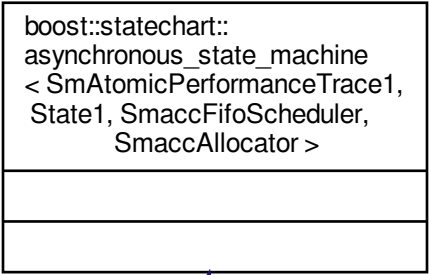 boost::statechart::
asynchronous_state_machine
< SmAtomicPerformanceTrace1,
State1, SmaccFifoScheduler,
SmaccAllocator >